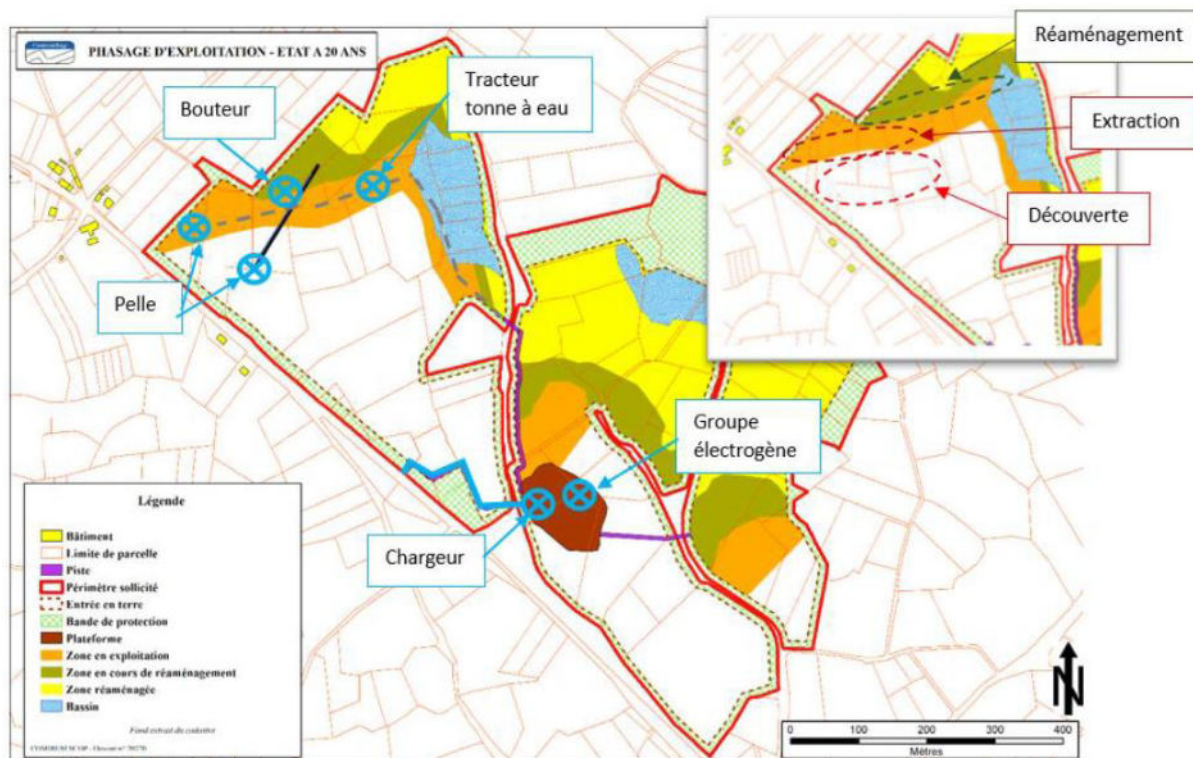 PHASAGE D'EXPLOITATION - ETAT A 20 ANS
Réaménagement
Extraction
Découverte
Bouteur
Tracteur
tonne à eau
Pelle
Groupe
électrogène
Chargeur
Légende
Bâtiment
Limite de parcelle
Piste
Périmètre sollicité
Entrée en terre
Bande de protection
Plateforme
Zone en exploitation
Zone en cours de réaménagement
Zone réaménagée
Bassin
Fond extrait du cadastre
N
0 100 200 300 400
Mètres